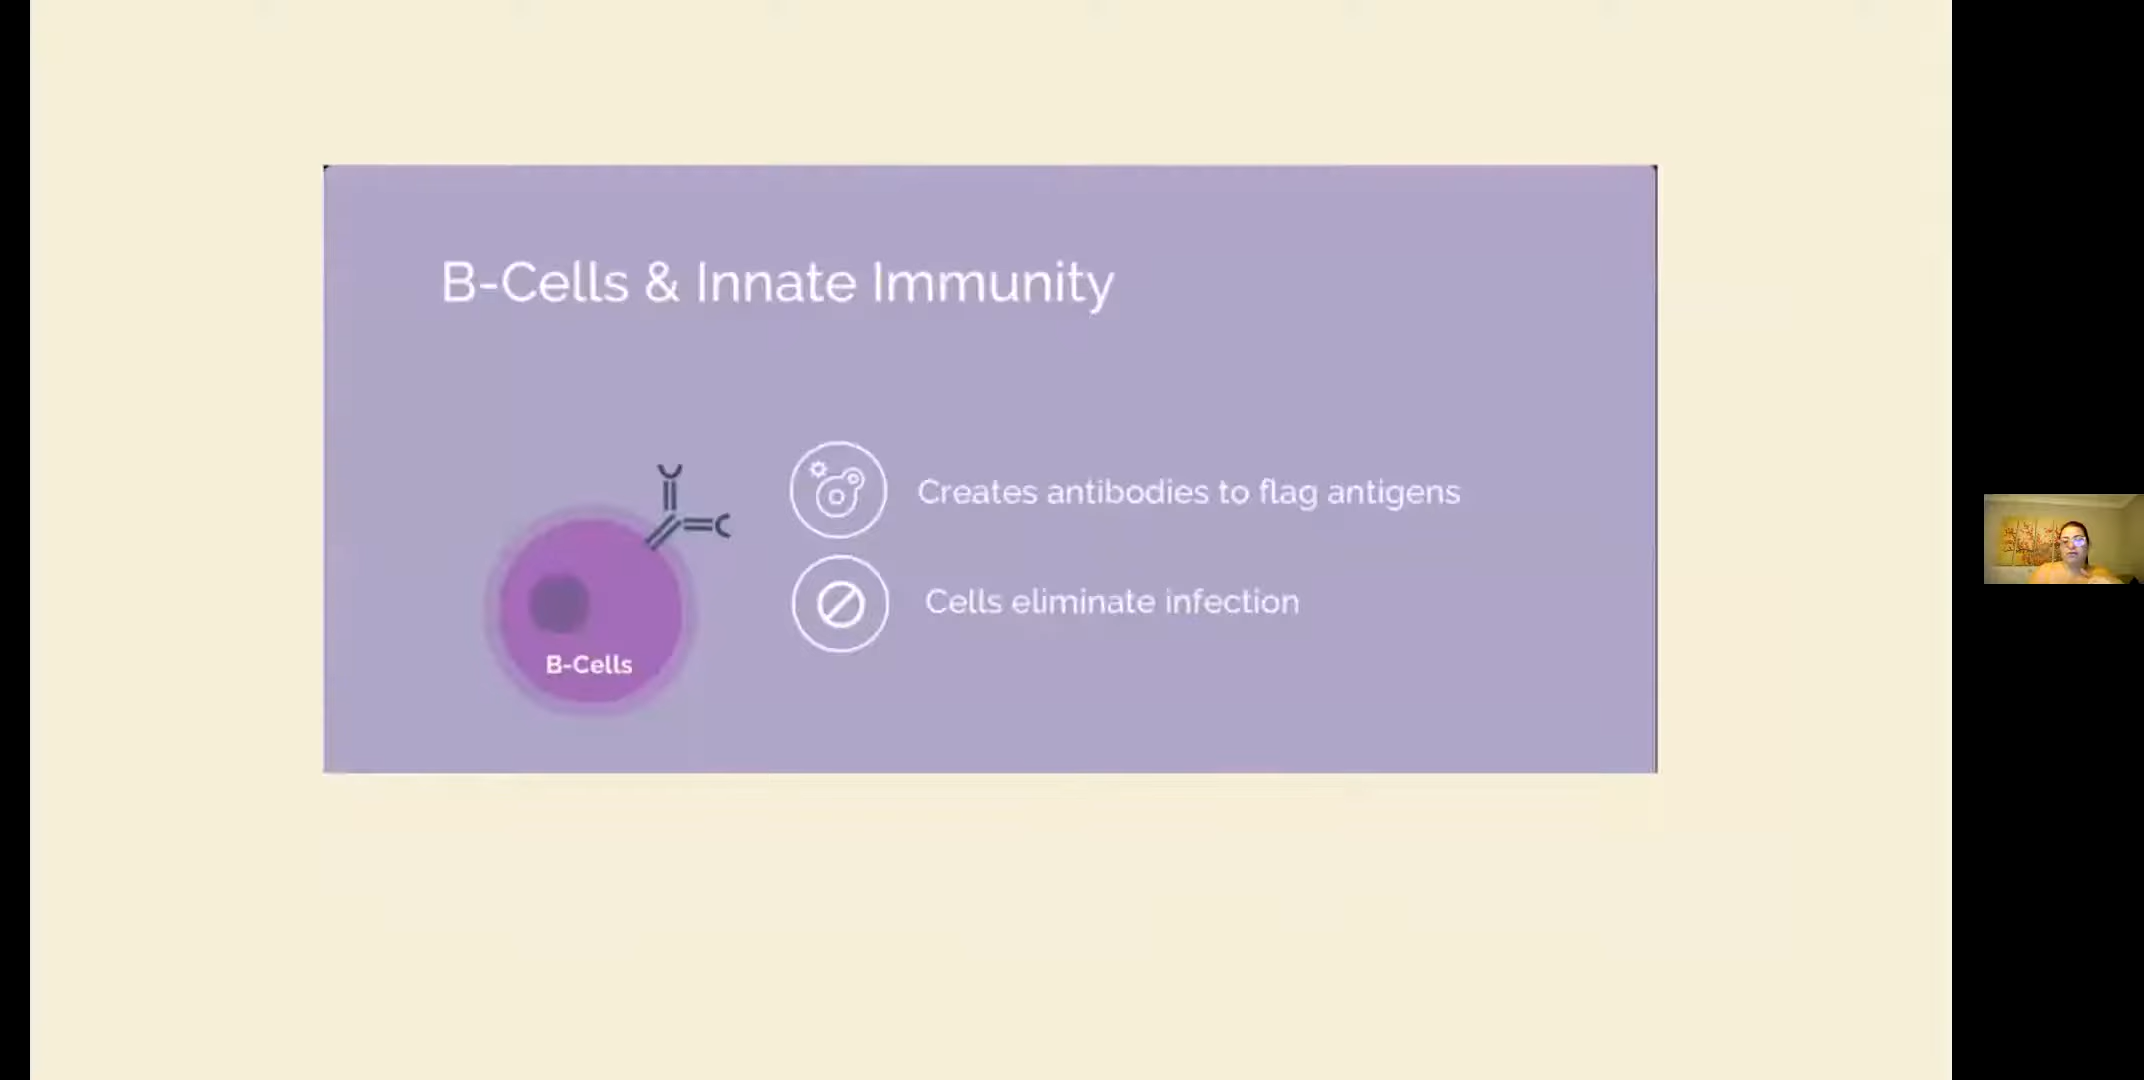 B-Cells & Innate Immunity
Creates antibodies to flag antigens
Cells eliminate infection
B-Cells